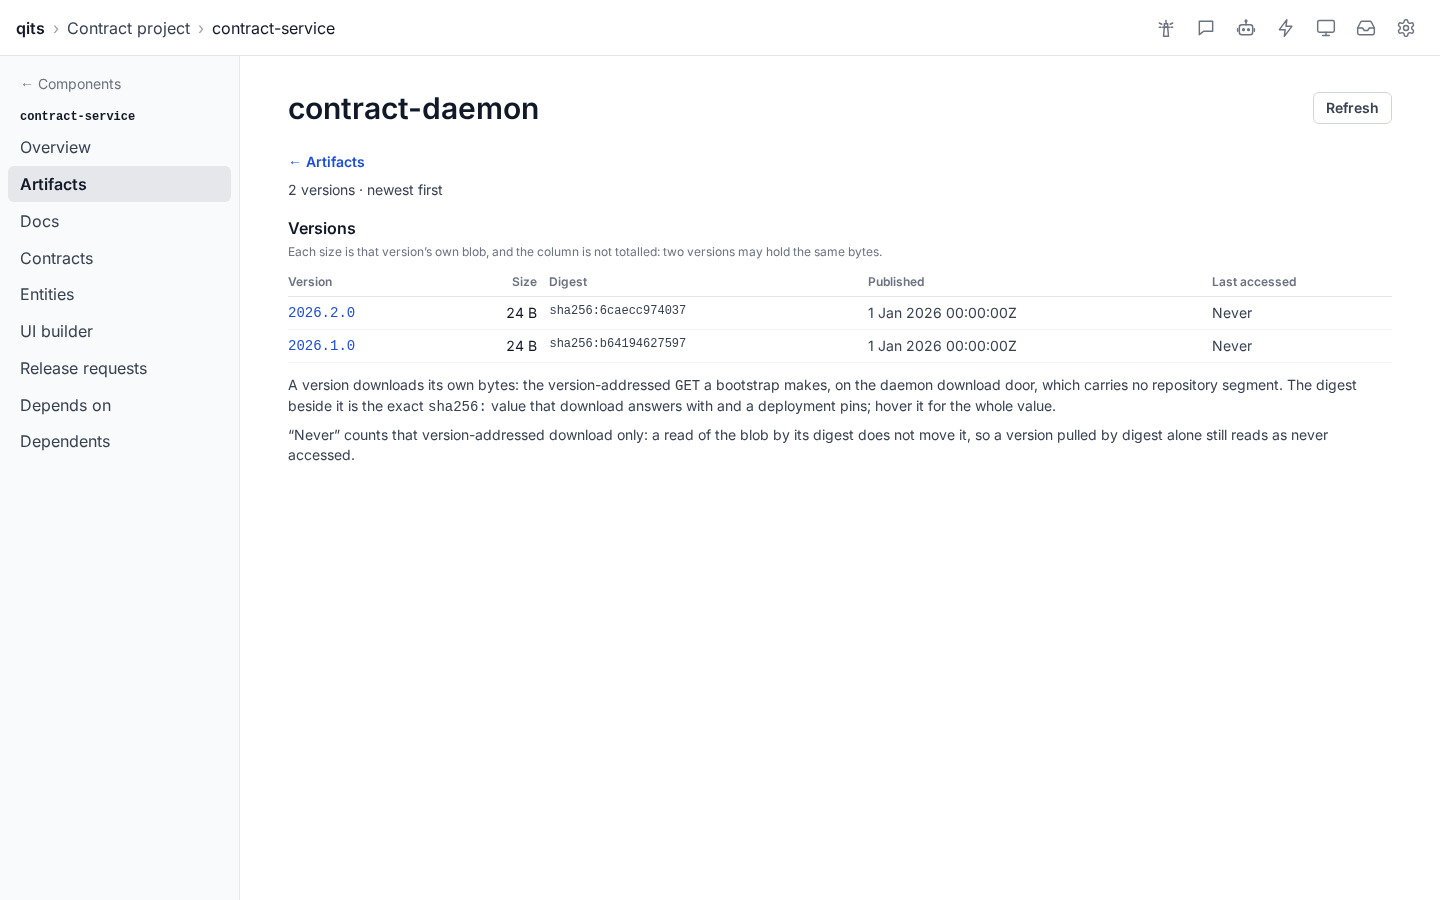 qits › Contract project › contract-service
← Components
contract-service
Overview
Artifacts
Docs
Contracts
Entities
UI builder
Release requests
Depends on
Dependents
contract-daemon
Refresh
← Artifacts
2 versions · newest first
Versions
Each size is that version’s own blob, and the column is not totalled: two versions may hold the same bytes.
Version Size Digest Published Last accessed
2026.2.0 24 B sha256:6caecc974037 1 Jan 2026 00:00:00Z Never
2026.1.0 24 B sha256:b64194627597 1 Jan 2026 00:00:00Z Never
A version downloads its own bytes: the version-addressed GET a bootstrap makes, on the daemon download door, which carries no repository segment. The digest
beside it is the exact sha256: value that download answers with and a deployment pins; hover it for the whole value.
“Never” counts that version-addressed download only: a read of the blob by its digest does not move it, so a version pulled by digest alone still reads as never
accessed.